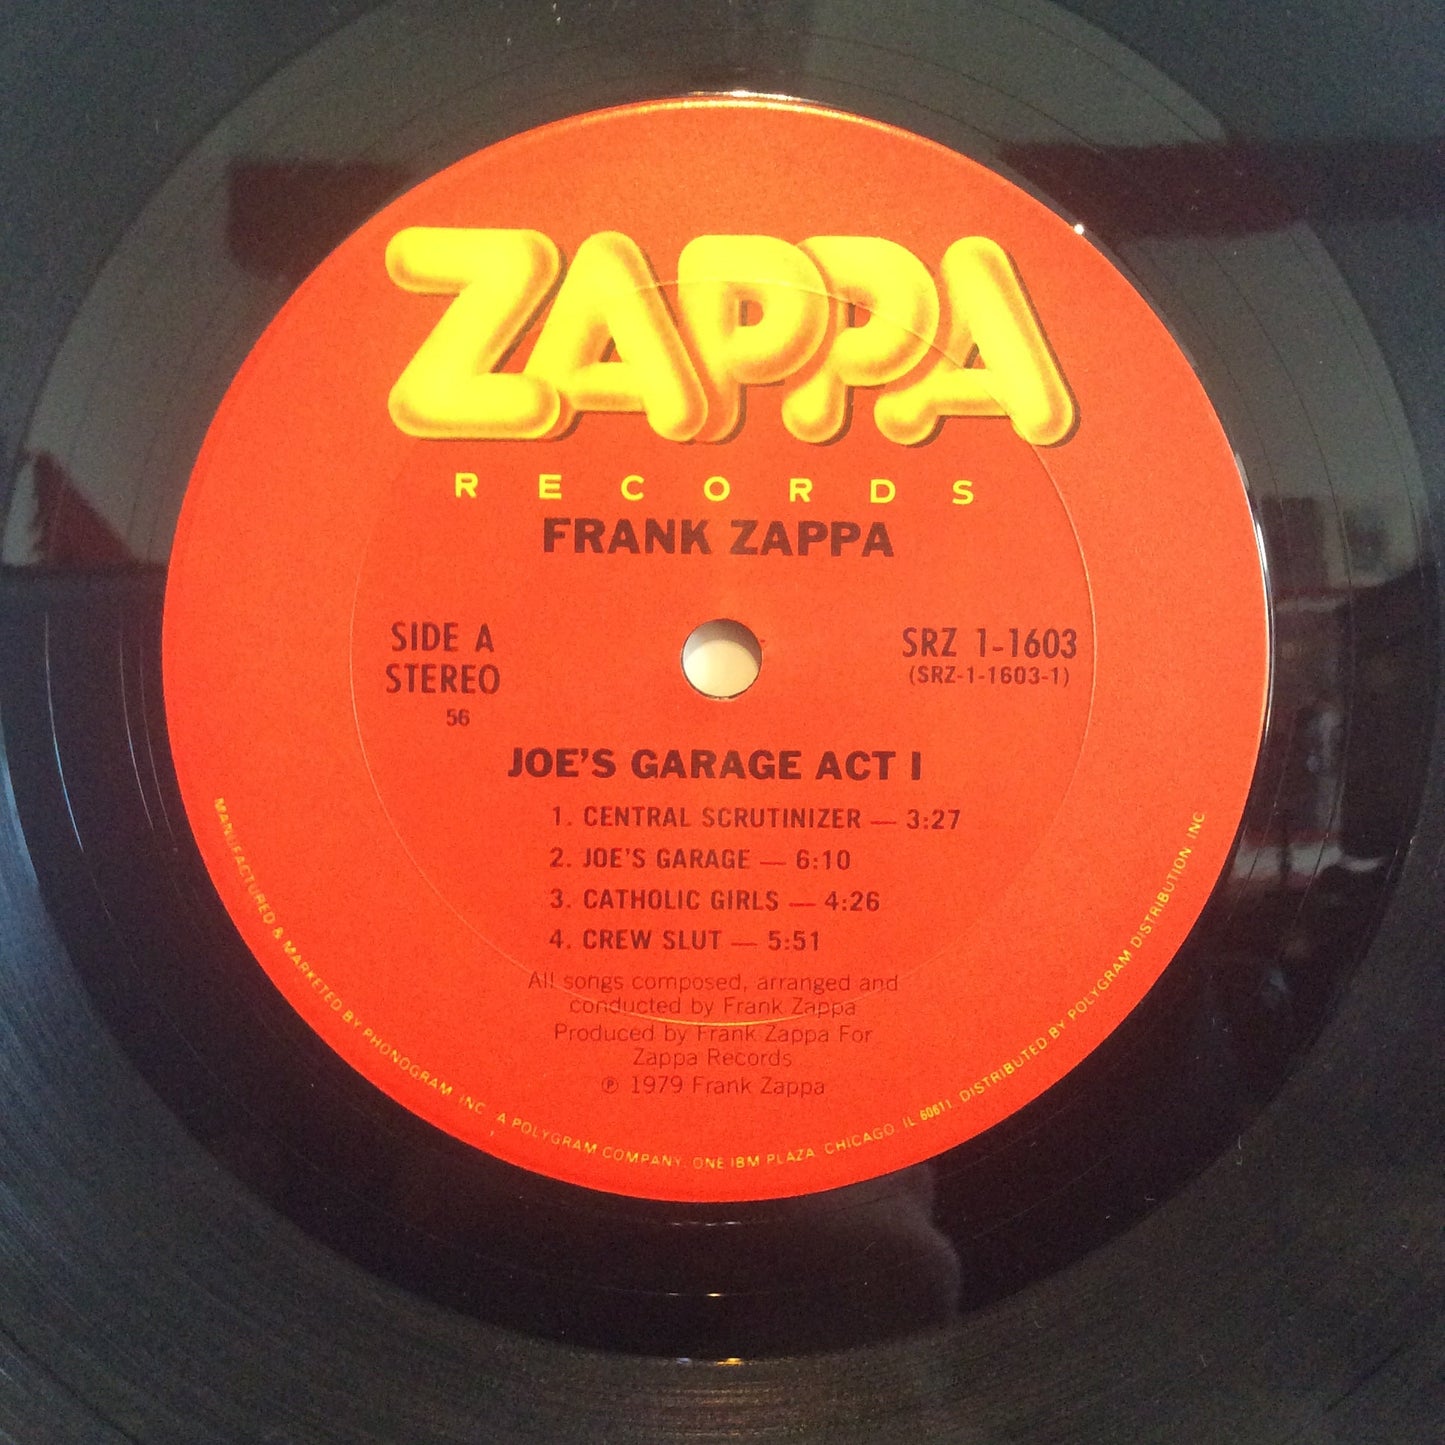 ZAPPA
RECORDS
FRANK ZAPPA
SIDE A
STEREO
56
SRZ 1-1603
(SRZ-1-1603-1)
JOE'S GARAGE ACT I
1. CENTRAL SCRUTINIZER — 3:27
2. JOE'S GARAGE — 6:10
3. CATHOLIC GIRLS — 4:26
4. CREW SLUT — 5:51
All songs composed, arranged and
conducted by Frank Zappa
Produced by Frank Zappa For
Zappa Records
℗ 1979 Frank Zappa
MANUFACTURED & MARKETED BY PHONOGRAM, INC. A POLYGRAM COMPANY, ONE IBM PLAZA, CHICAGO, IL 60611. DISTRIBUTED BY POLYGRAM DISTRIBUTION INC